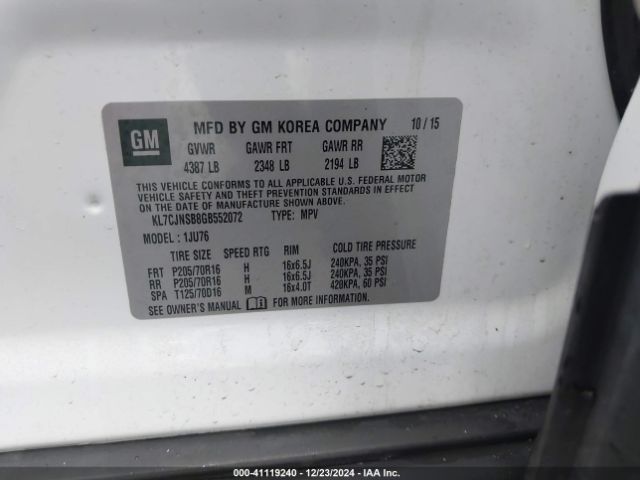 GM
MFD BY GM KOREA COMPANY 10 / 15
GVWR GAWR FRT GAWR RR
4387 LB 2348 LB 2194 LB
THIS VEHICLE CONFORMS TO ALL APPLICABLE U.S. FEDERAL MOTOR
VEHICLE SAFETY AND THEFT PREVENTION STANDARDS IN EFFECT
ON THE DATE OF MANUFACTURE SHOWN ABOVE.
KL7CJNSB8GB552072 TYPE: MPV
MODEL : 1JU76
TIRE SIZE SPEED RTG RIM COLD TIRE PRESSURE
FRT P205/70R16 H 16x6.5J 240KPA, 35 PSI
RR P205/70R16 H 16x6.5J 240KPA, 35 PSI
SPA T125/70D16 M 16x4.0T 420KPA, 60 PSI
SEE OWNER'S MANUAL FOR MORE INFORMATION.
000-41119240 - 12/23/2024 - IAA Inc.